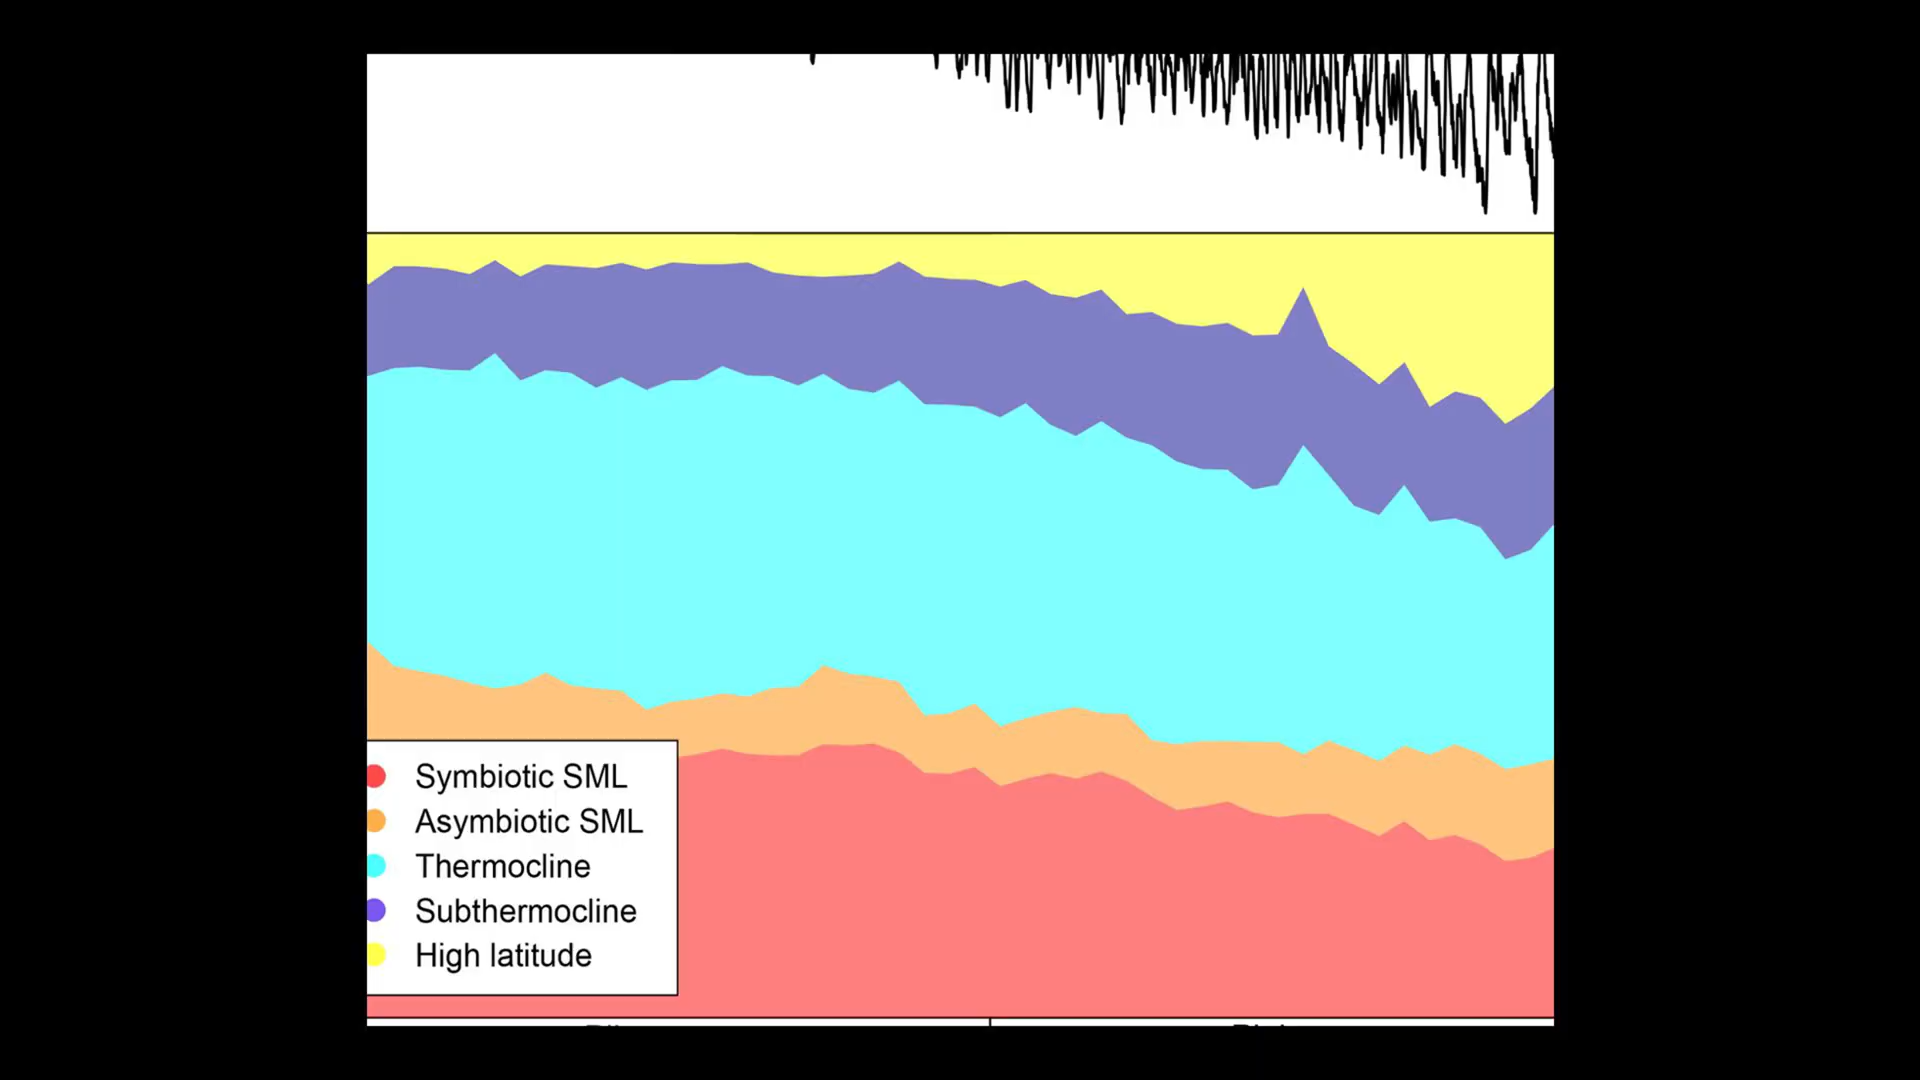 Symbiotic SML
Asymbiotic SML
Thermocline
Subthermocline
High latitude